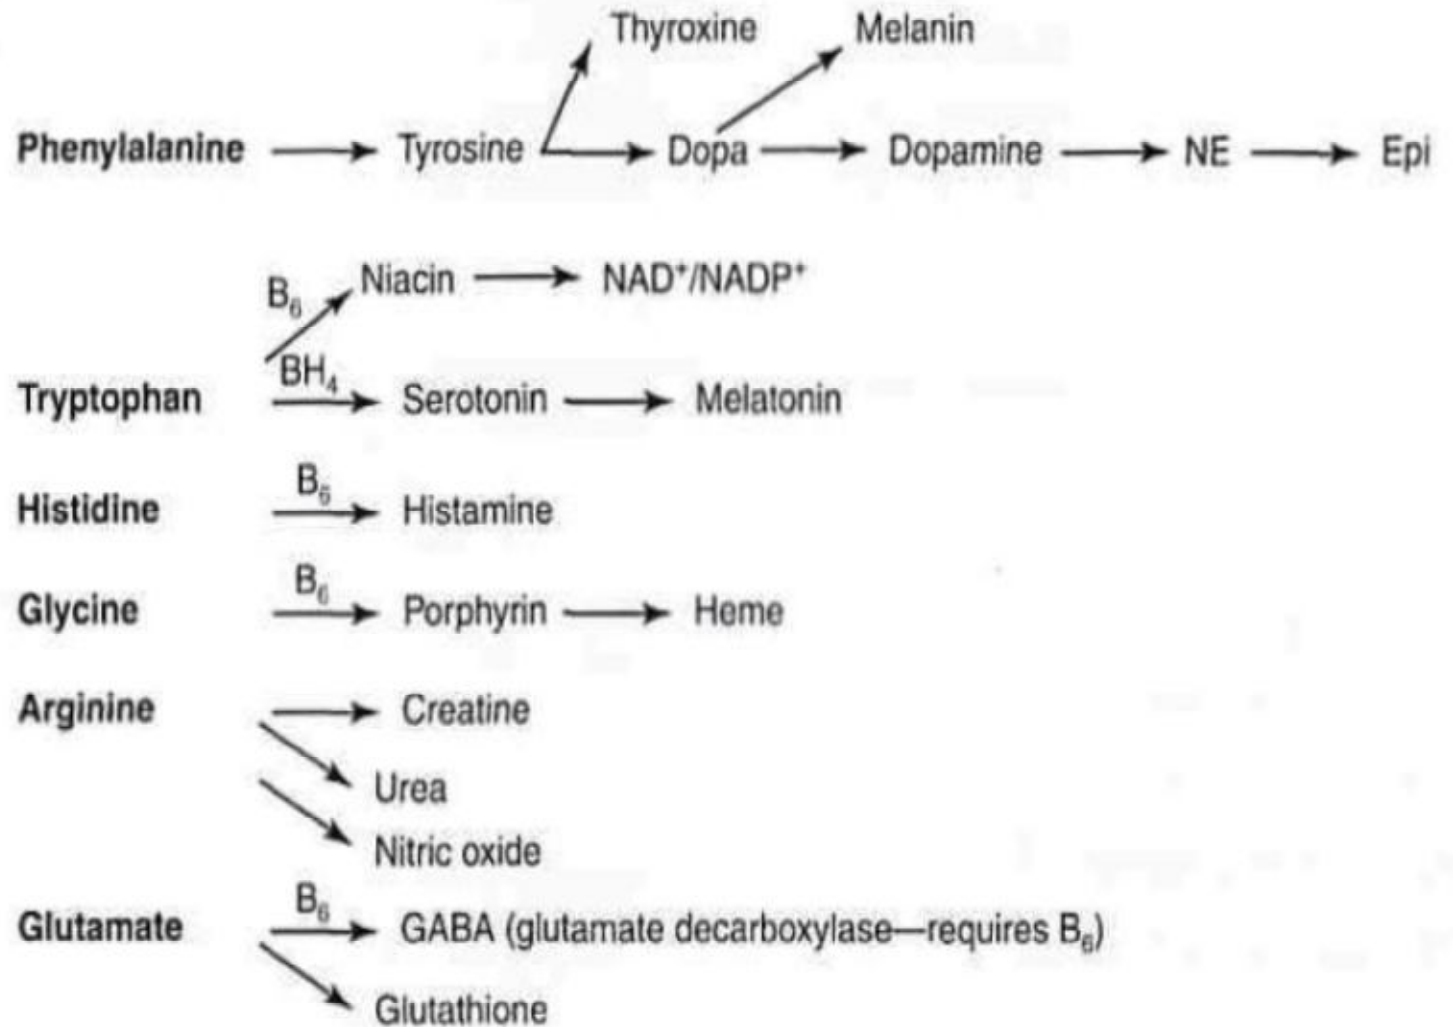 Thyroxine Melanin
Phenylalanine Tyrosine Dopa Dopamine NE Epi
B₆ Niacin NAD⁺/NADP⁺
BH₄
Tryptophan Serotonin Melatonin
B₆
Histidine Histamine
B₆
Glycine Porphyrin Heme
Arginine Creatine
Urea
Nitric oxide
B₆
Glutamate GABA (glutamate decarboxylase—requires B₆)
Glutathione